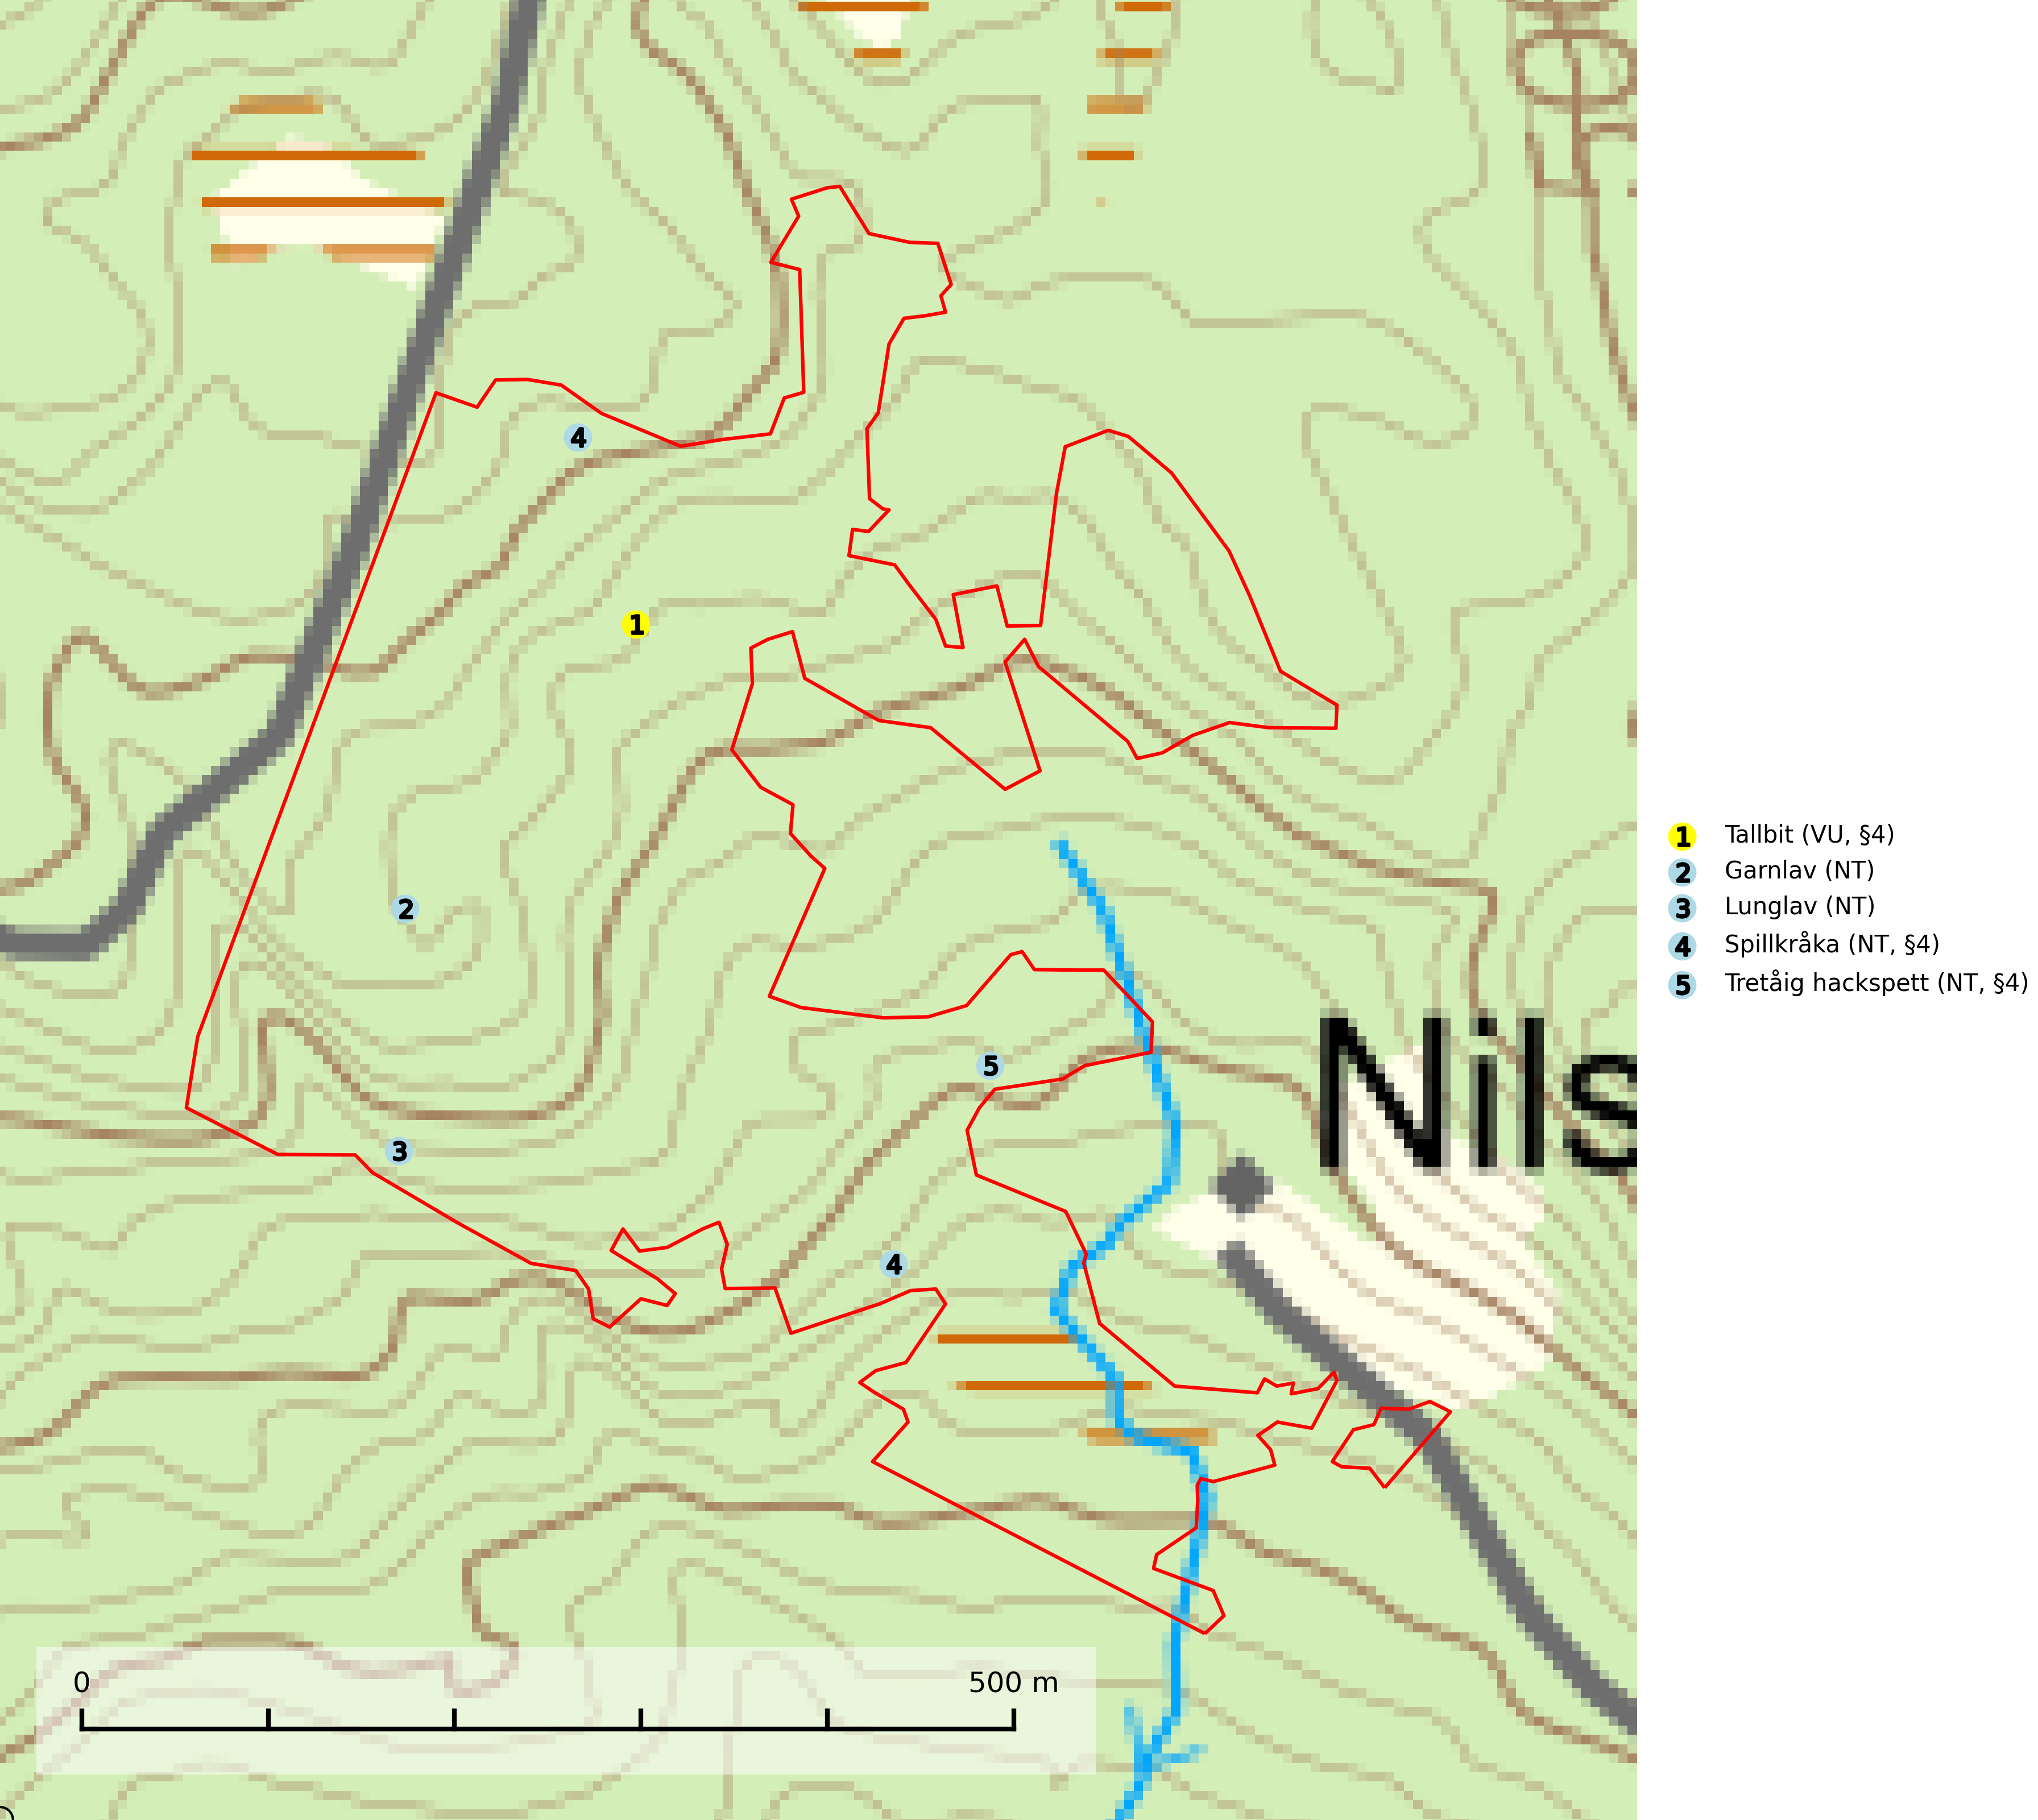 4
1
2
5
3
4
Nils
0 500 m
1 Tallbit (VU, §4)
2 Garnlav (NT)
3 Lunglav (NT)
4 Spillkråka (NT, §4)
5 Tretåig hackspett (NT, §4)